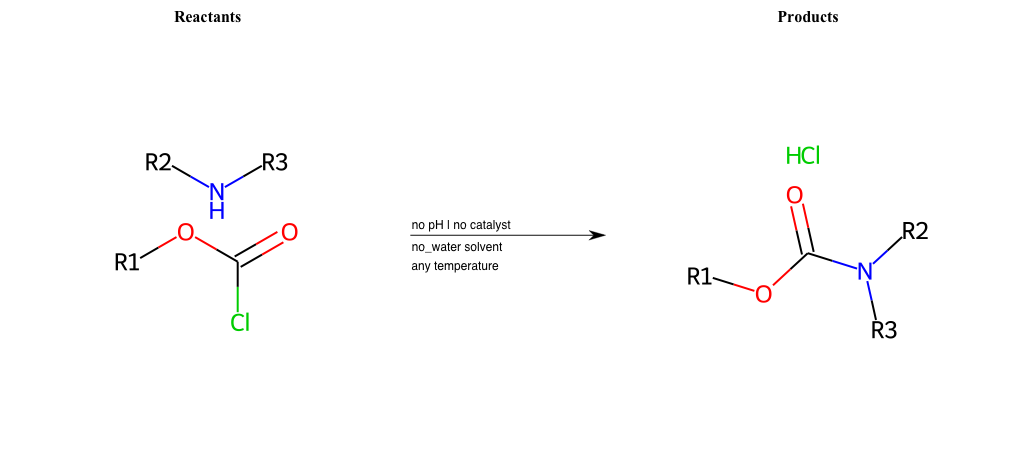 Reactants
Products
R2
R3
N
H
O
O
R1
Cl
no pH | no catalyst
no_water solvent
any temperature
HCl
O
R2
R1
N
O
R3